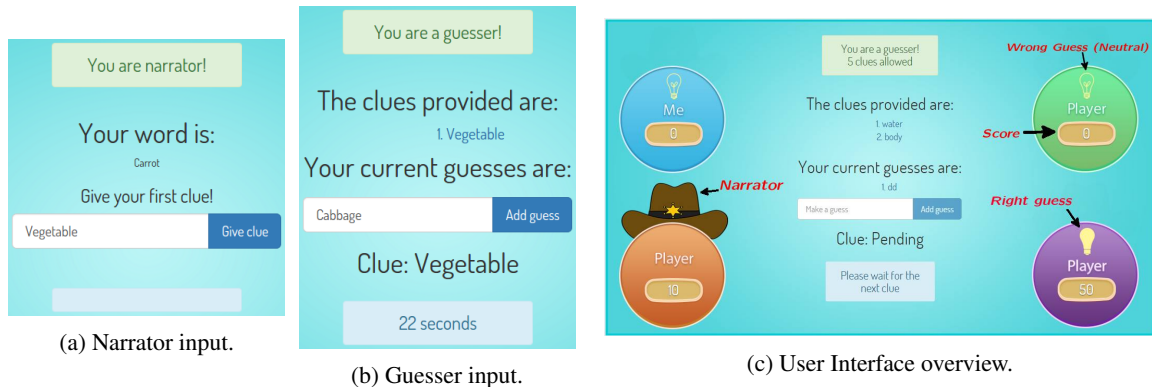 You are narrator!
Your word is:
Carrot
Give your first clue!
Vegetable
Give clue
(a) Narrator input.
You are a guesser!
The clues provided are:
1. Vegetable
Your current guesses are:
Cabbage
Add guess
Clue: Vegetable
22 seconds
(b) Guesser input.
You are a guesser!
5 clues allowed
Wrong Guess (Neutral)
Me
0
The clues provided are:
1. water
2. body
Player
0
Score
Your current guesses are:
1. dd
Narrator
Make a guess
Add guess
Right guess
Clue: Pending
Player
10
Please wait for the
next clue
Player
50
(c) User Interface overview.